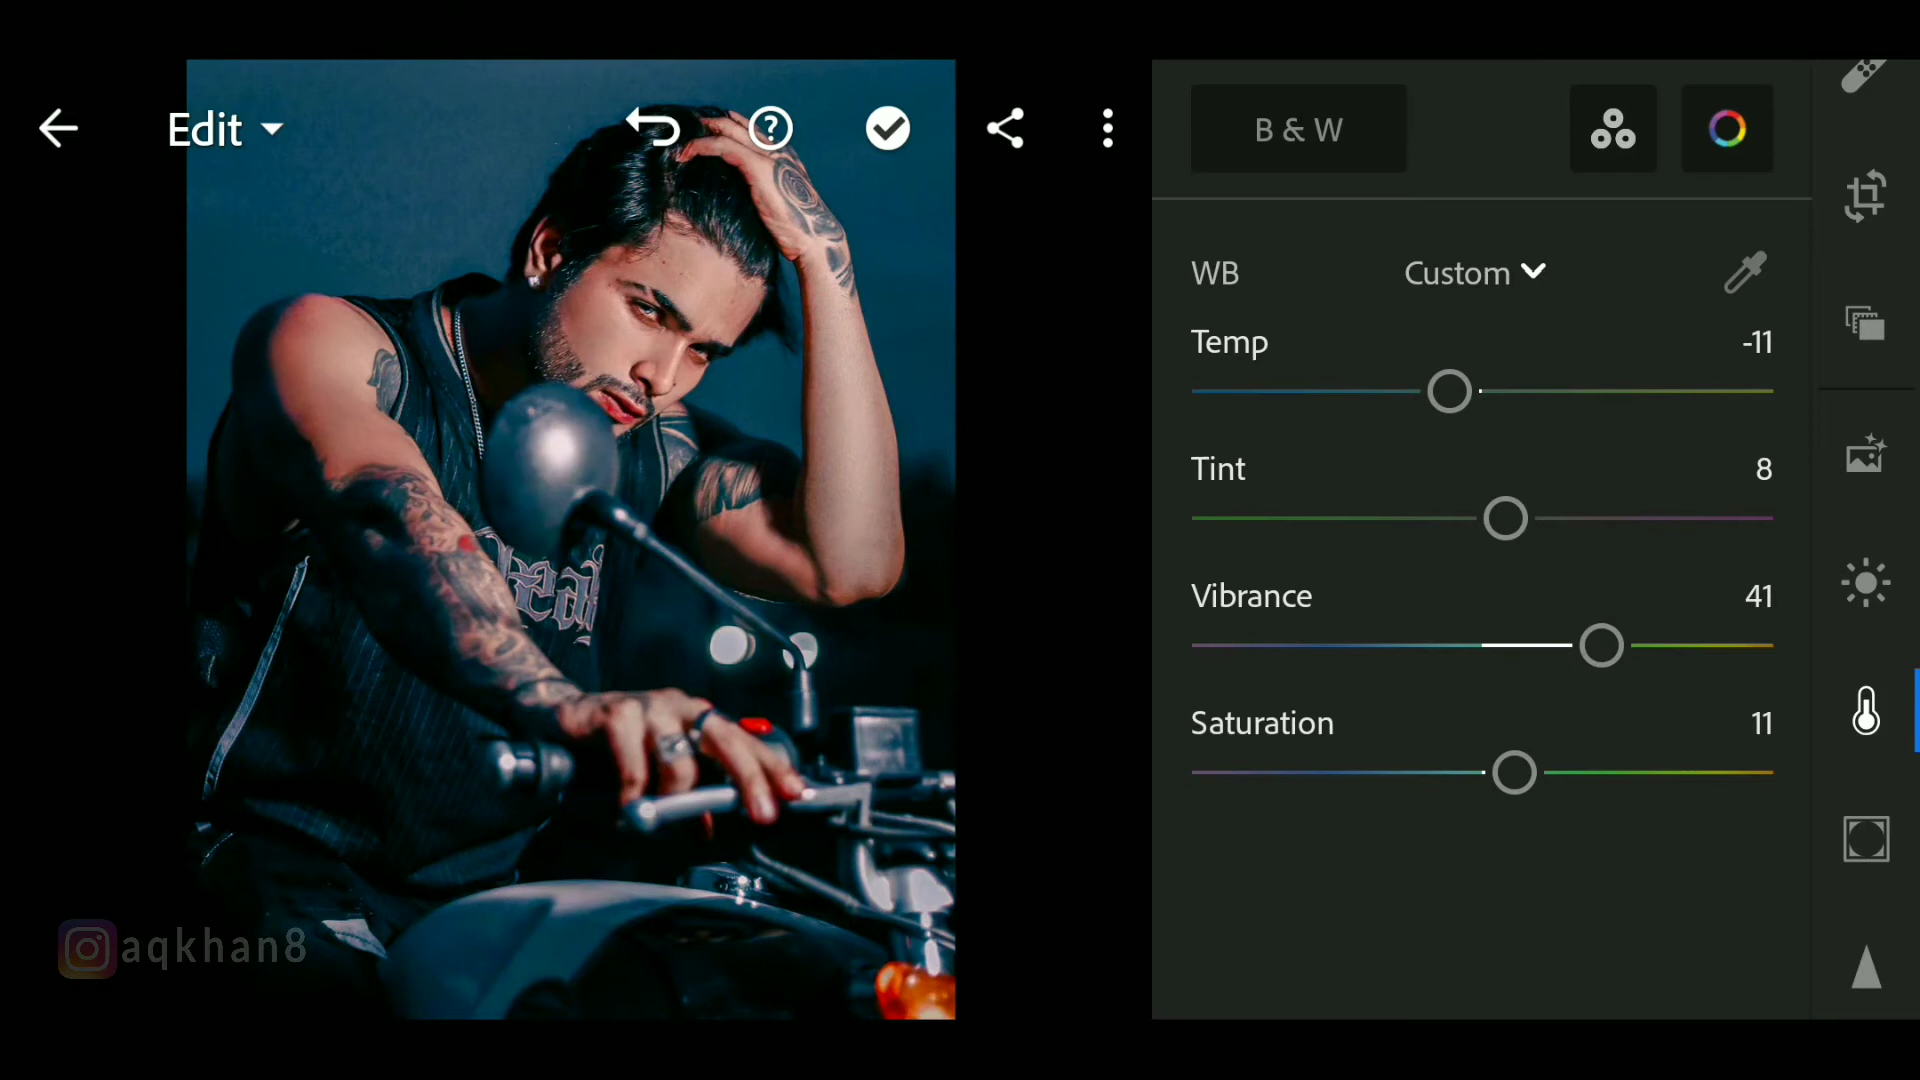 Edit
B & W
WB
Custom
Temp
-11
Tint
8
Vibrance
41
Saturation
11
aqkhan8